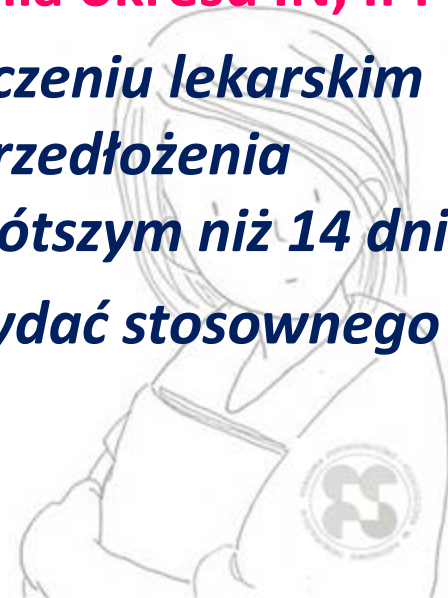 czeniu lekarskim
rzedłożenia
ótszym niż 14 dni
ydać stosownego